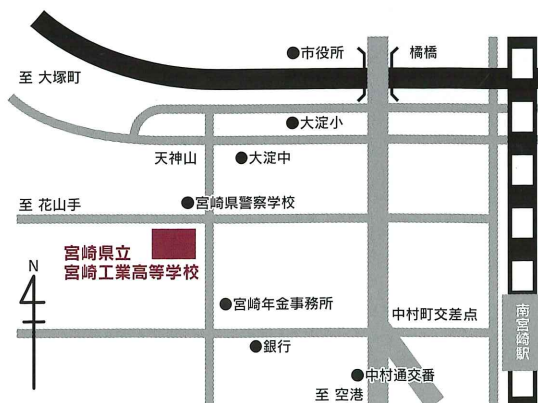 ●市役所
橘橋
至 大塚町
●大淀小
天神山
●大淀中
●宮崎県警察学校
至 花山手
宮崎県立
宮崎工業高等学校
N
●宮崎年金事務所
中村町交差点
南宮崎駅
●銀行
●中村通交番
至 空港